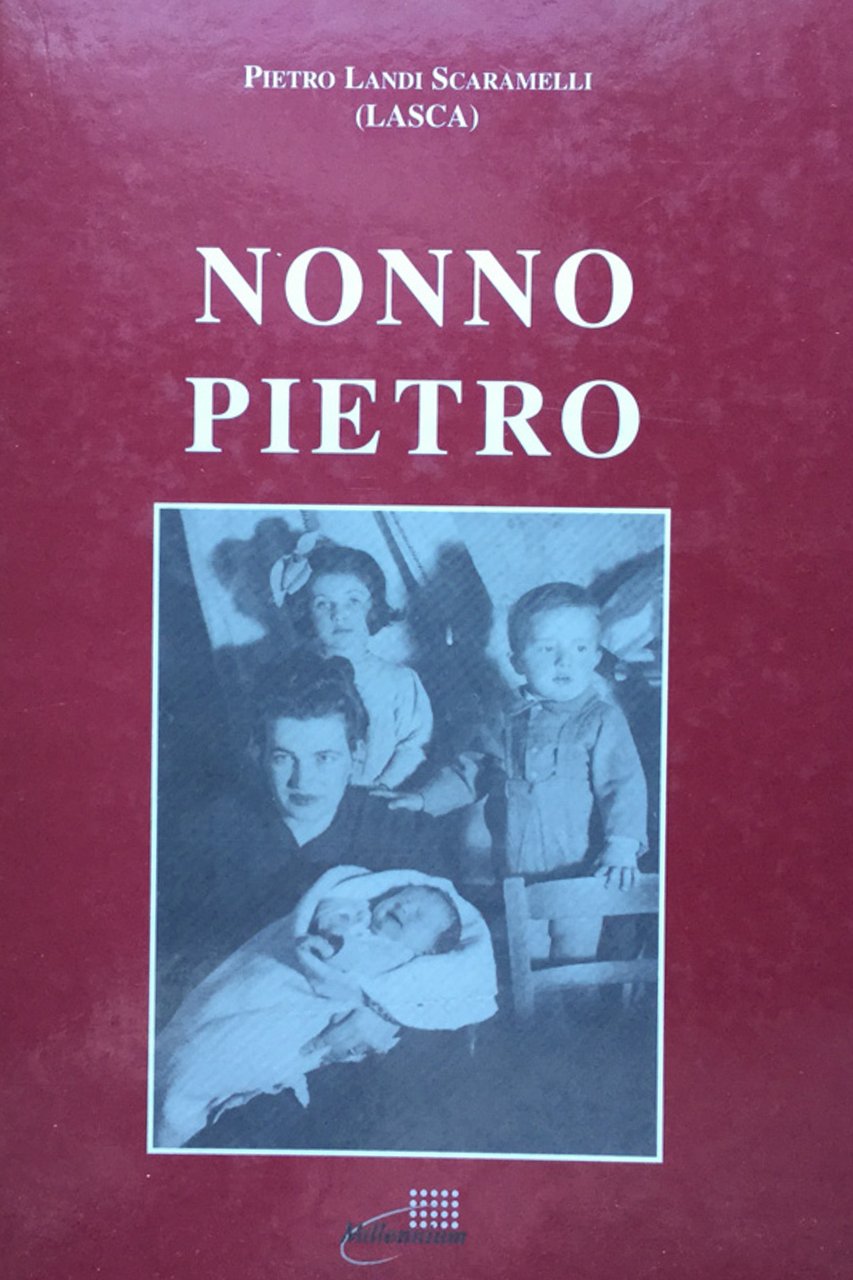 PIETRO LANDI SCARAMELLI
(LASCA)
NONNO
PIETRO
Millennium